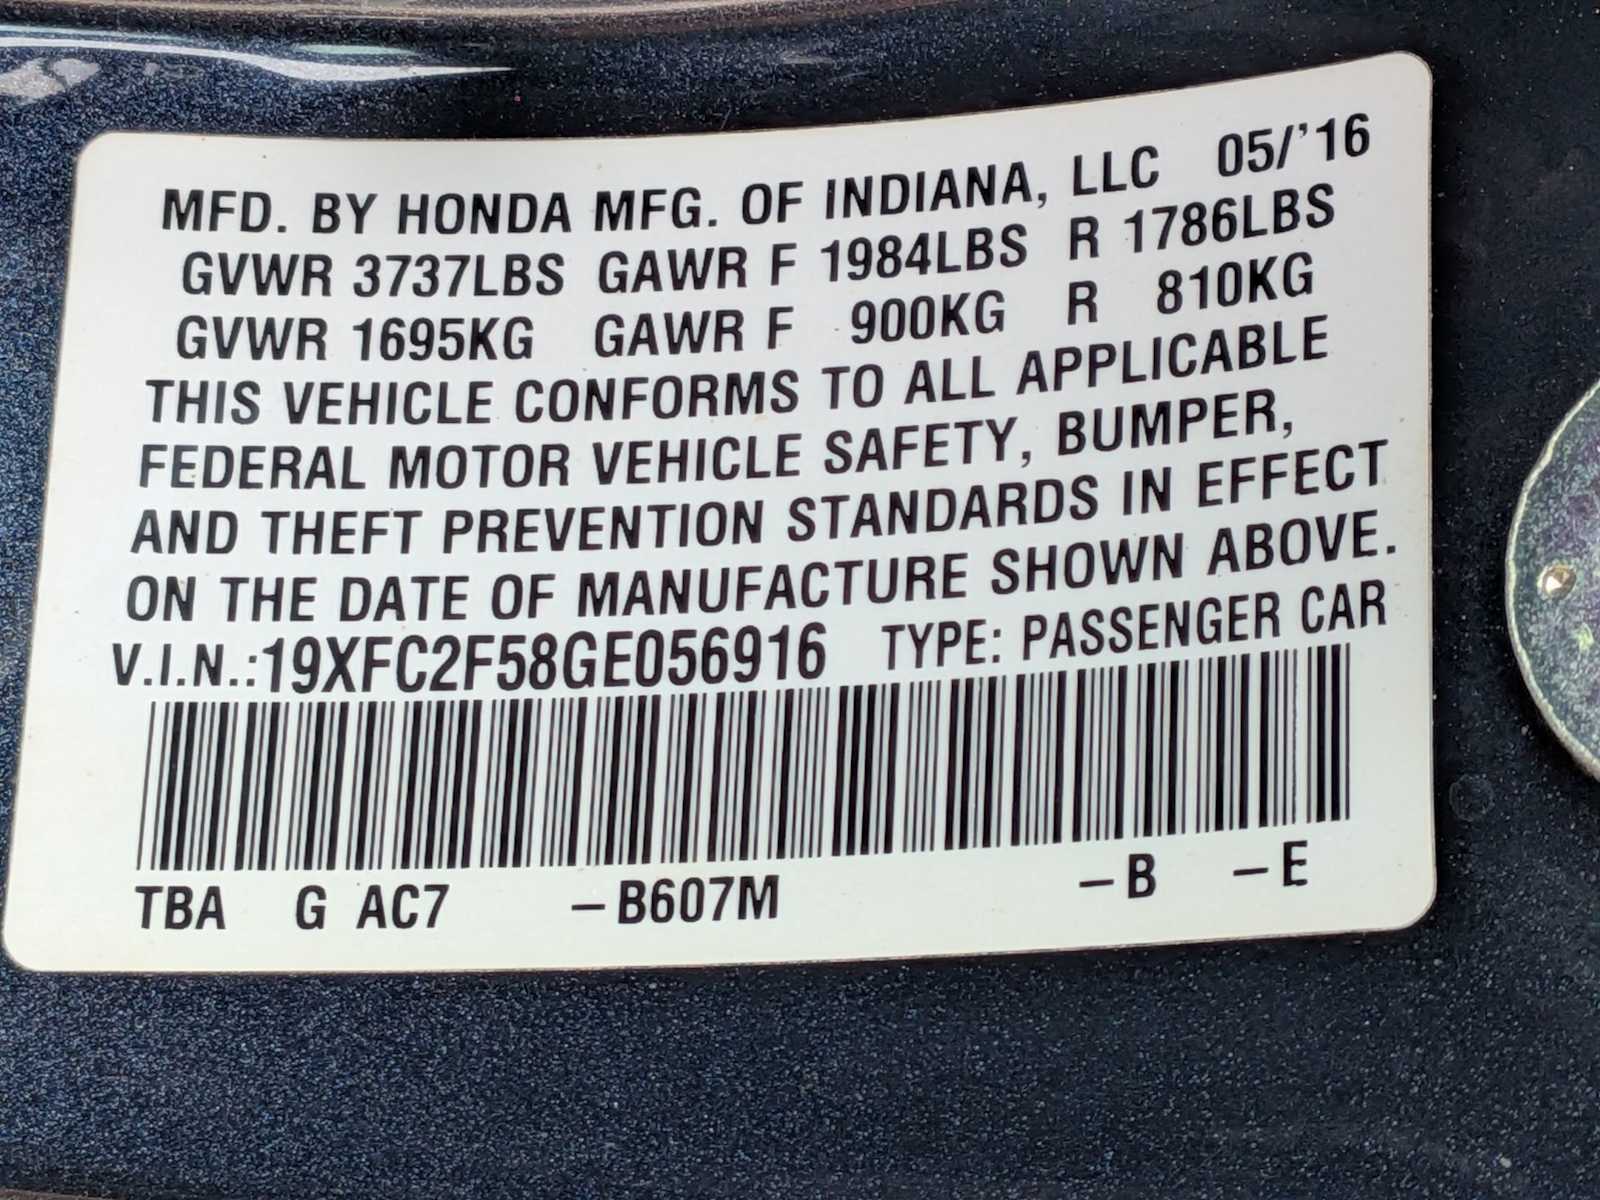 MFD. BY HONDA MFG. OF INDIANA, LLC 05/'16
GVWR 3737LBS GAWR F 1984LBS R 1786LBS
GVWR 1695KG GAWR F 900KG R 810KG
THIS VEHICLE CONFORMS TO ALL APPLICABLE
FEDERAL MOTOR VEHICLE SAFETY, BUMPER,
AND THEFT PREVENTION STANDARDS IN EFFECT
ON THE DATE OF MANUFACTURE SHOWN ABOVE.
V.I.N.:19XFC2F58GE056916 TYPE: PASSENGER CAR
TBA G AC7 –B607M –B –E